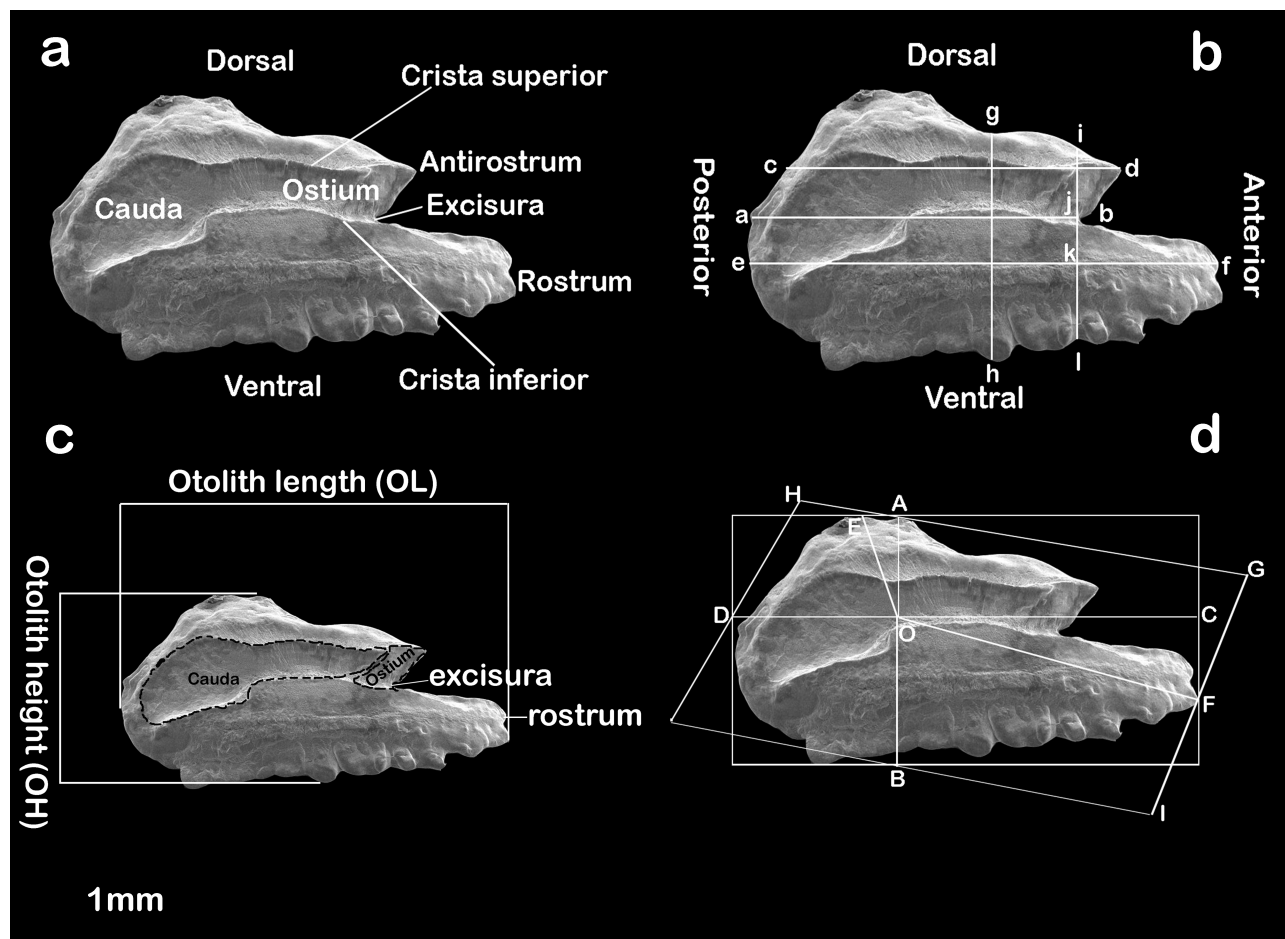 a
Dorsal
Crista superior
Antirostrum
Ostium
Cauda
Excisura
Rostrum
Crista inferior
Ventral
b
Dorsal
g
i
c
d
Posterior
Anterior
j
b
a
k
e
f
h
l
Ventral
c
Otolith length (OL)
Otolith height (OH)
Ostium
Cauda
excisura
rostrum
1mm
d
H
A
E
G
D
C
O
F
B
I